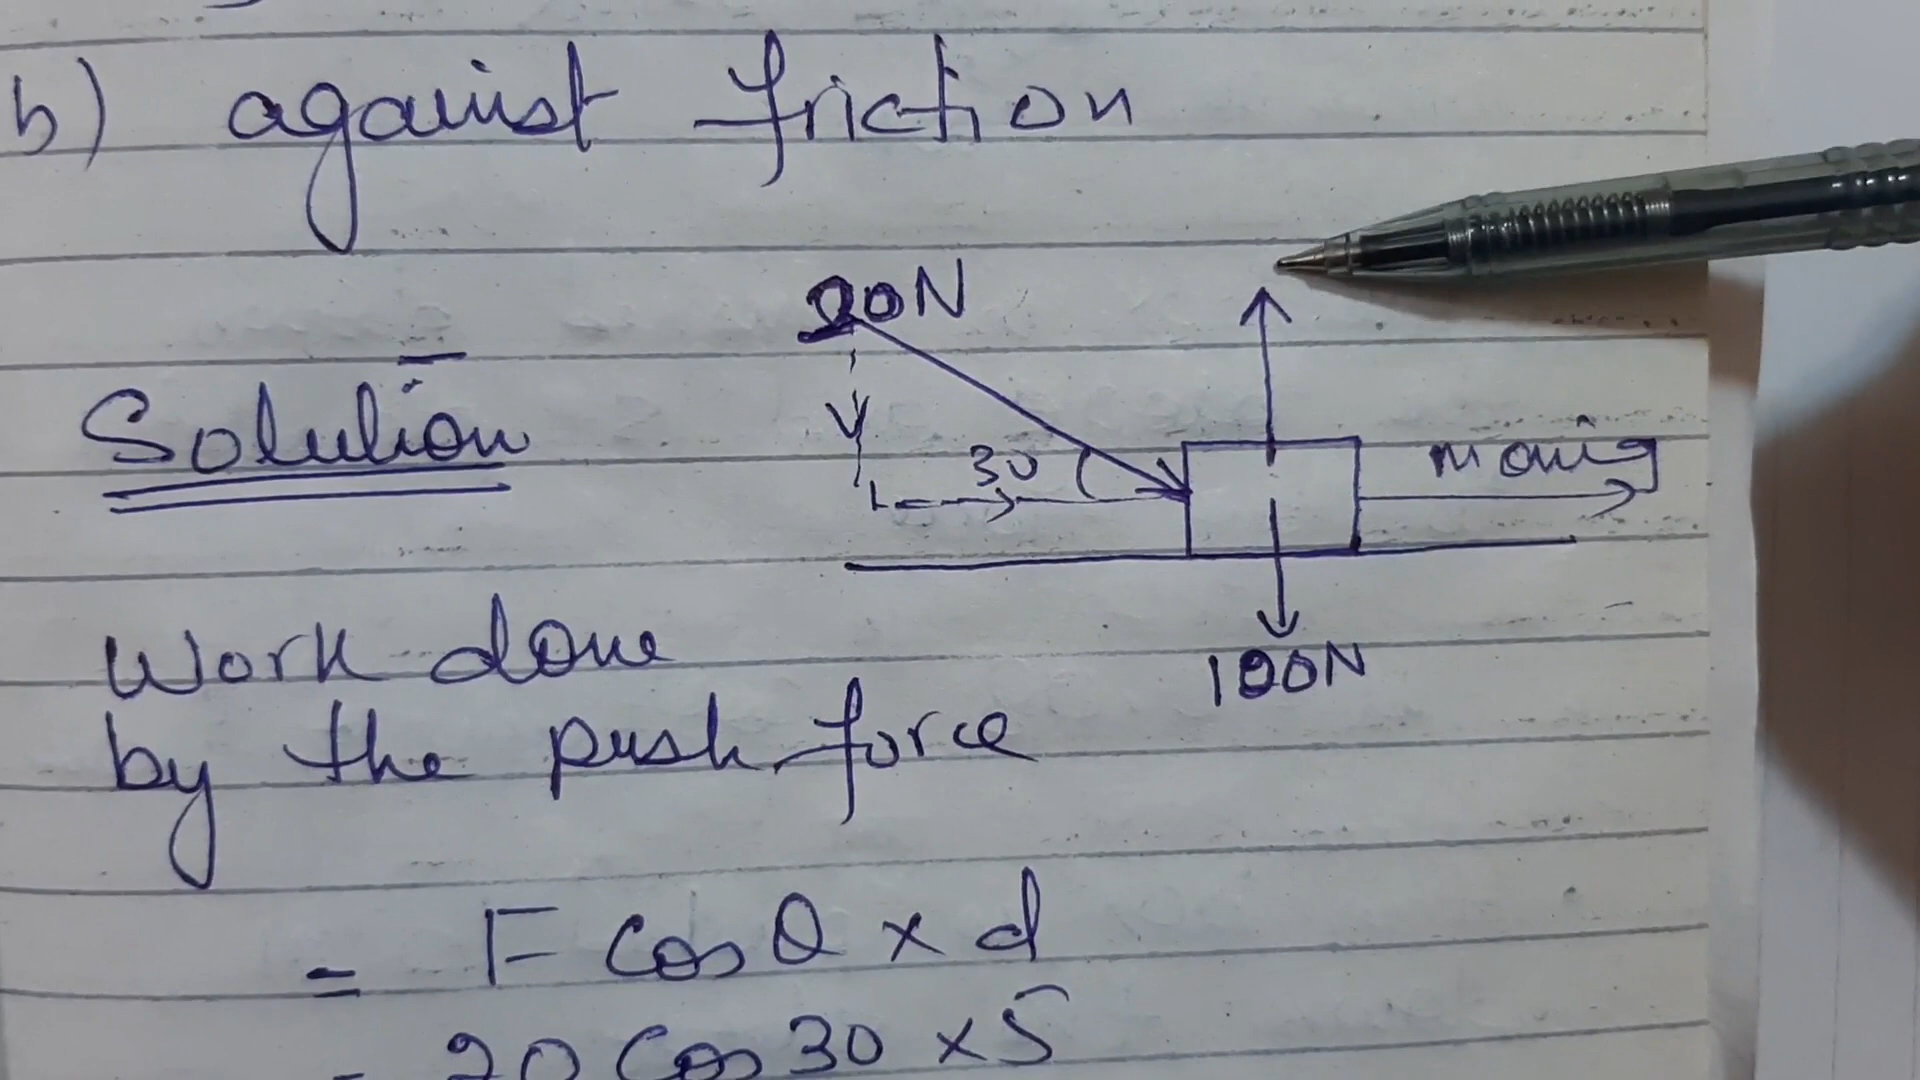 b) against friction
20N
Solution
30
moving
100N
Work done
by the push force
= F Cos θ × d
= 20 Cos 30 × 5